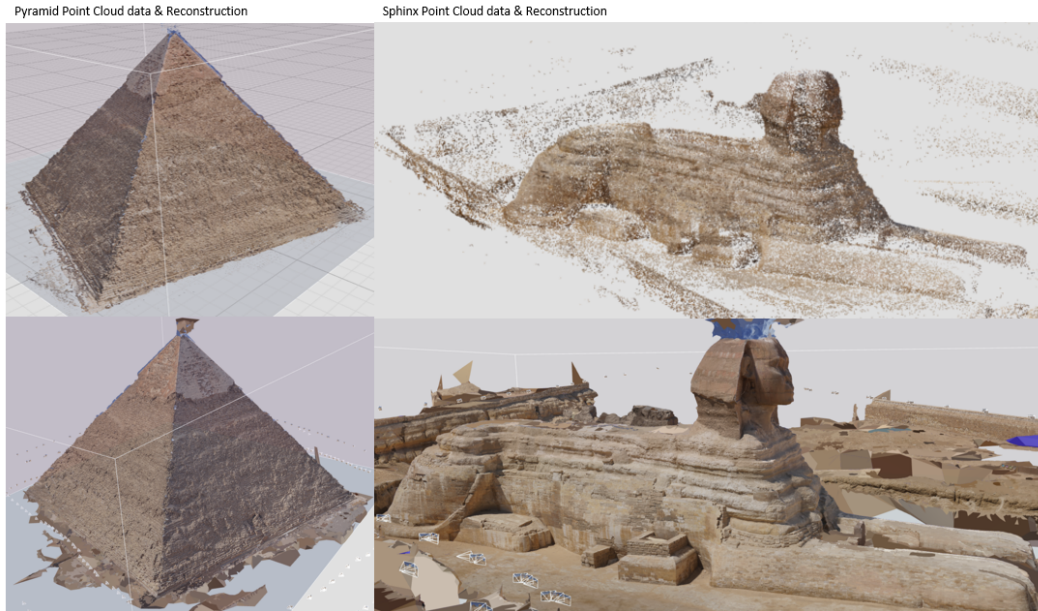 Pyramid Point Cloud data & Reconstruction
Sphinx Point Cloud data & Reconstruction